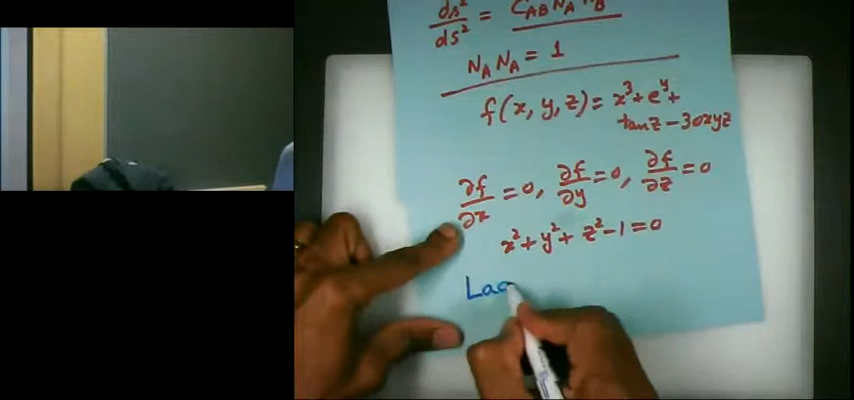 ds² / dS² = C_AB N_A N_B
N_A N_A = 1
f(x, y, z) = x³ + e^y +
tan z - 30xyz
∂f/∂x = 0, ∂f/∂y = 0, ∂f/∂z = 0
x² + y² + z² - 1 = 0
Lag